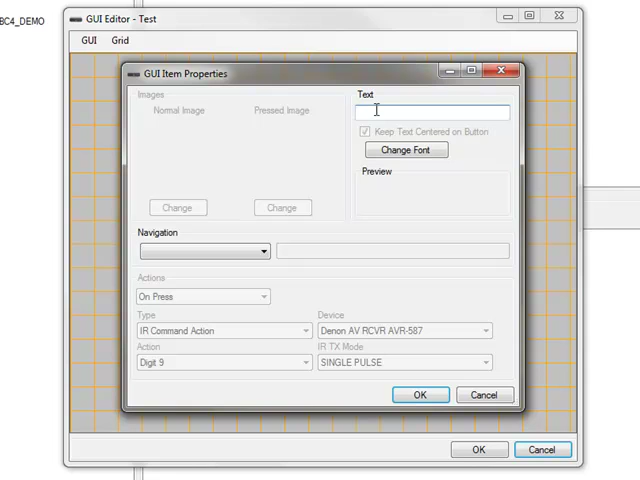 BC4_DEMO
GUI Editor - Test
GUI Grid
GUI Item Properties
Images
Normal Image
Pressed Image
Change
Change
Text
Keep Text Centered on Button
Change Font
Preview
Navigation
Actions
On Press
Type
Device
IR Command Action
Denon AV RCVR AVR-587
Action
IR TX Mode
Digit 9
SINGLE PULSE
OK
Cancel
OK
Cancel